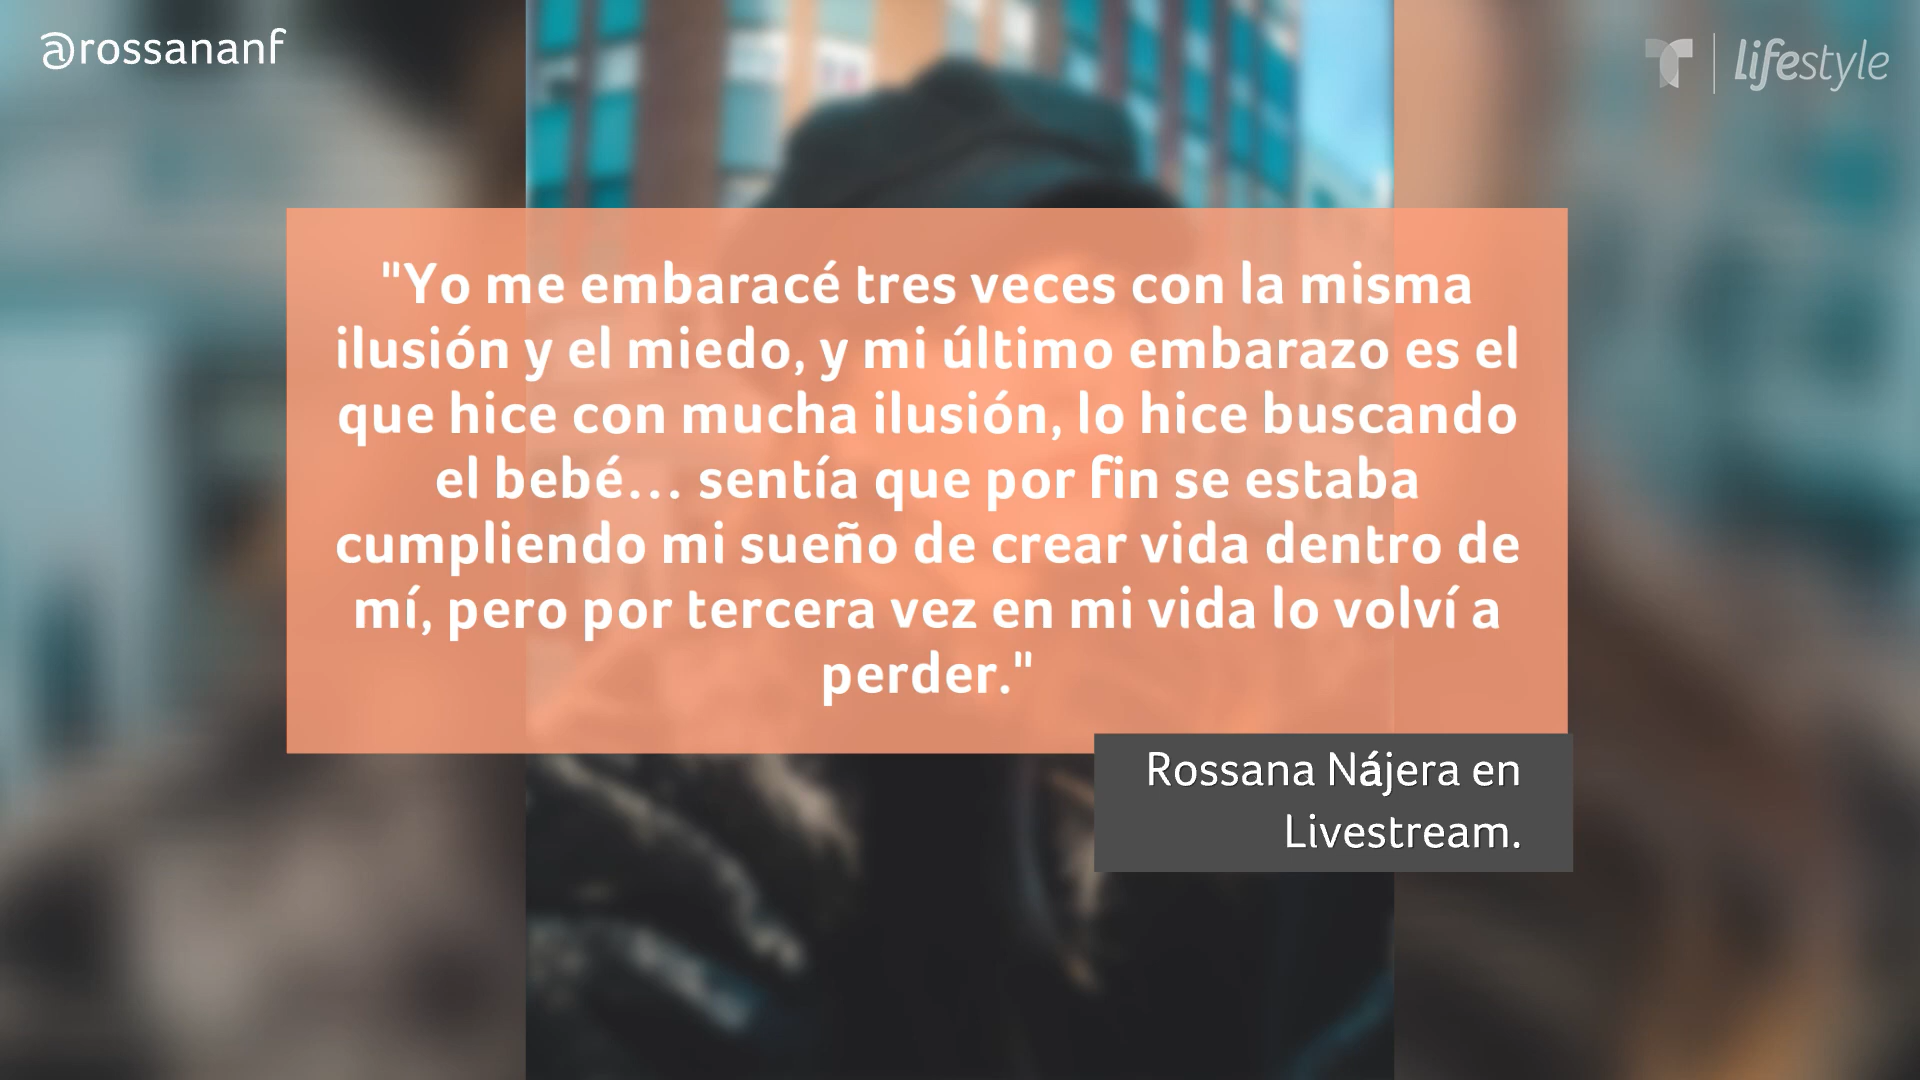 @rossananf
lifestyle
"Yo me embaracé tres veces con la misma
ilusión y el miedo, y mi último embarazo es el
que hice con mucha ilusión, lo hice buscando
el bebé... sentía que por fin se estaba
cumpliendo mi sueño de crear vida dentro de
mí, pero por tercera vez en mi vida lo volví a
perder."
Rossana Nájera en
Livestream.